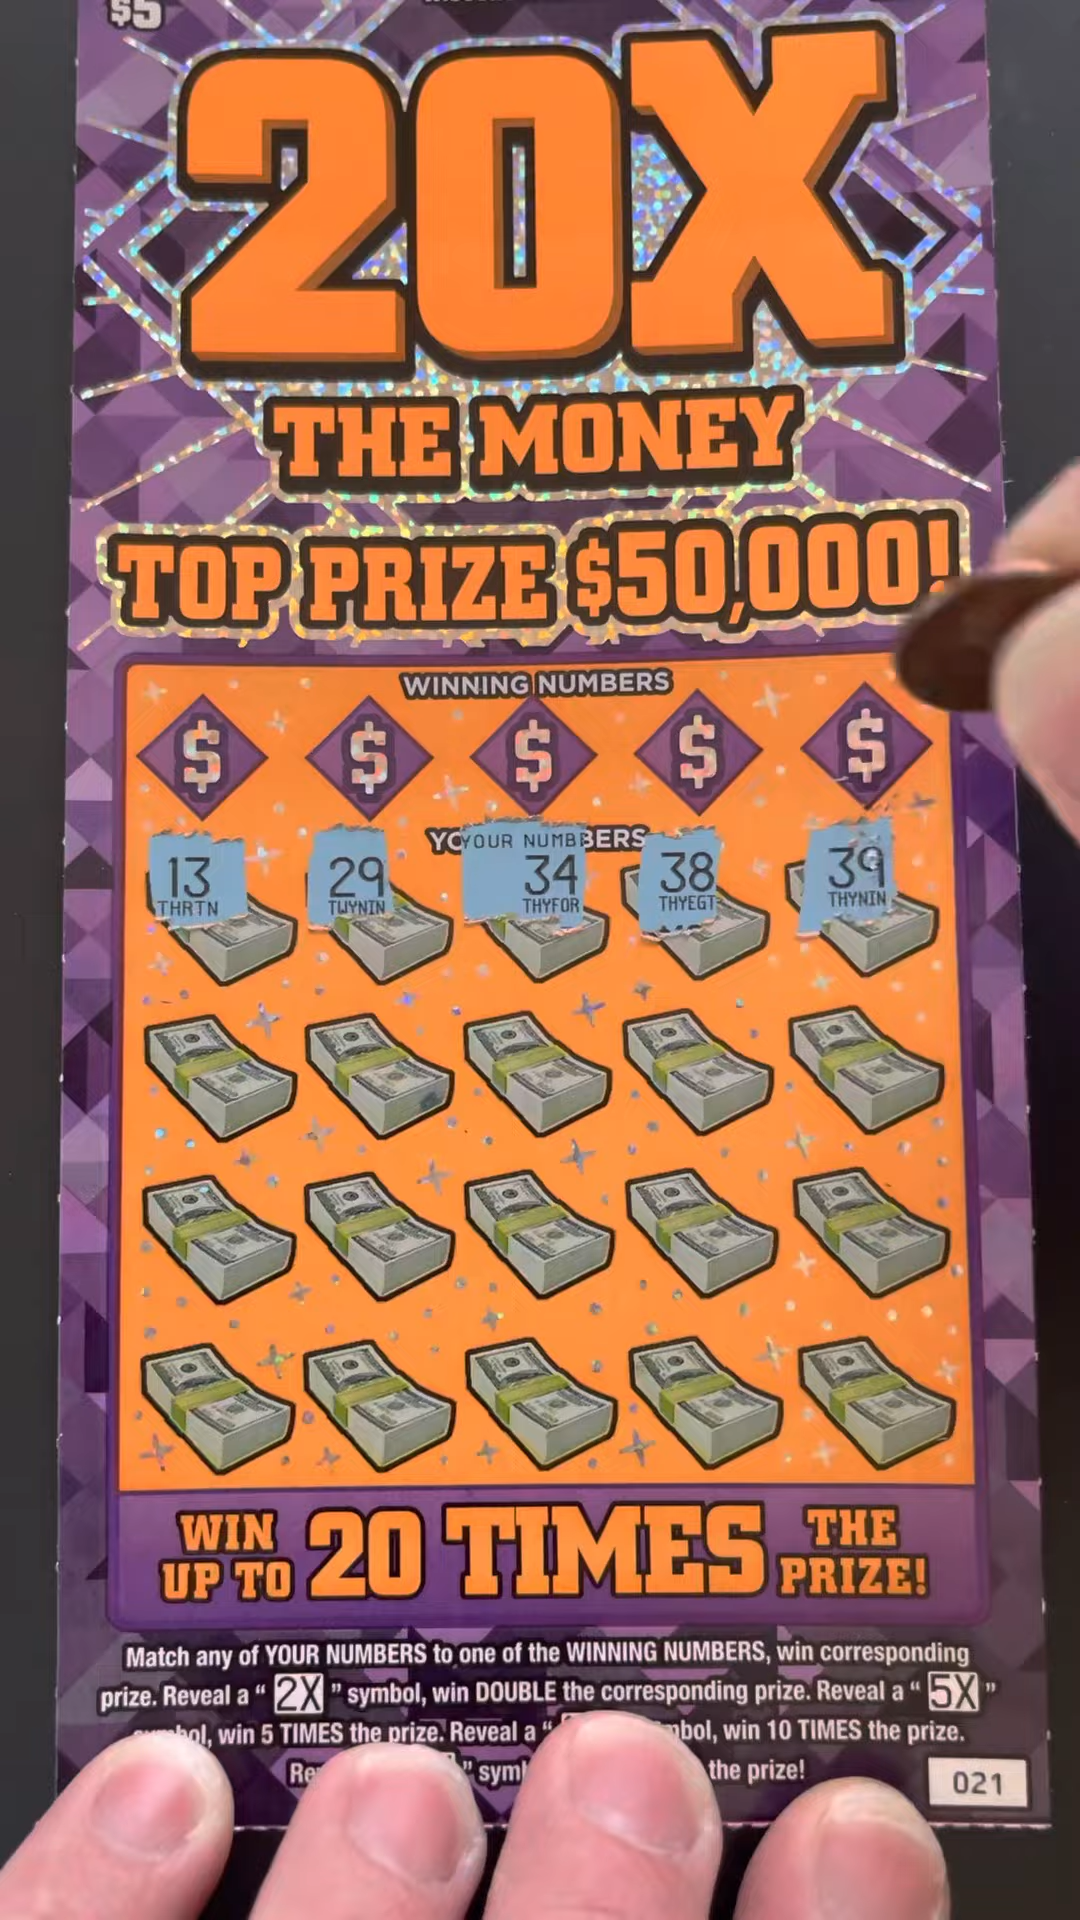 $5
20X
THE MONEY
TOP PRIZE $50,000!
WINNING NUMBERS
$ $ $ $ $
YOUR NUMBERS
13 29 34 38 39
THRTN TWYNIN THYFOR THYEGT THYNIN
WIN UP TO 20 TIMES THE PRIZE!
Match any of YOUR NUMBERS to one of the WINNING NUMBERS, win corresponding
prize. Reveal a “ 2X ” symbol, win DOUBLE the corresponding prize. Reveal a “ 5X ”
symbol, win 5 TIMES the prize. Reveal a “ symbol, win 10 TIMES the prize.
” the prize!
021